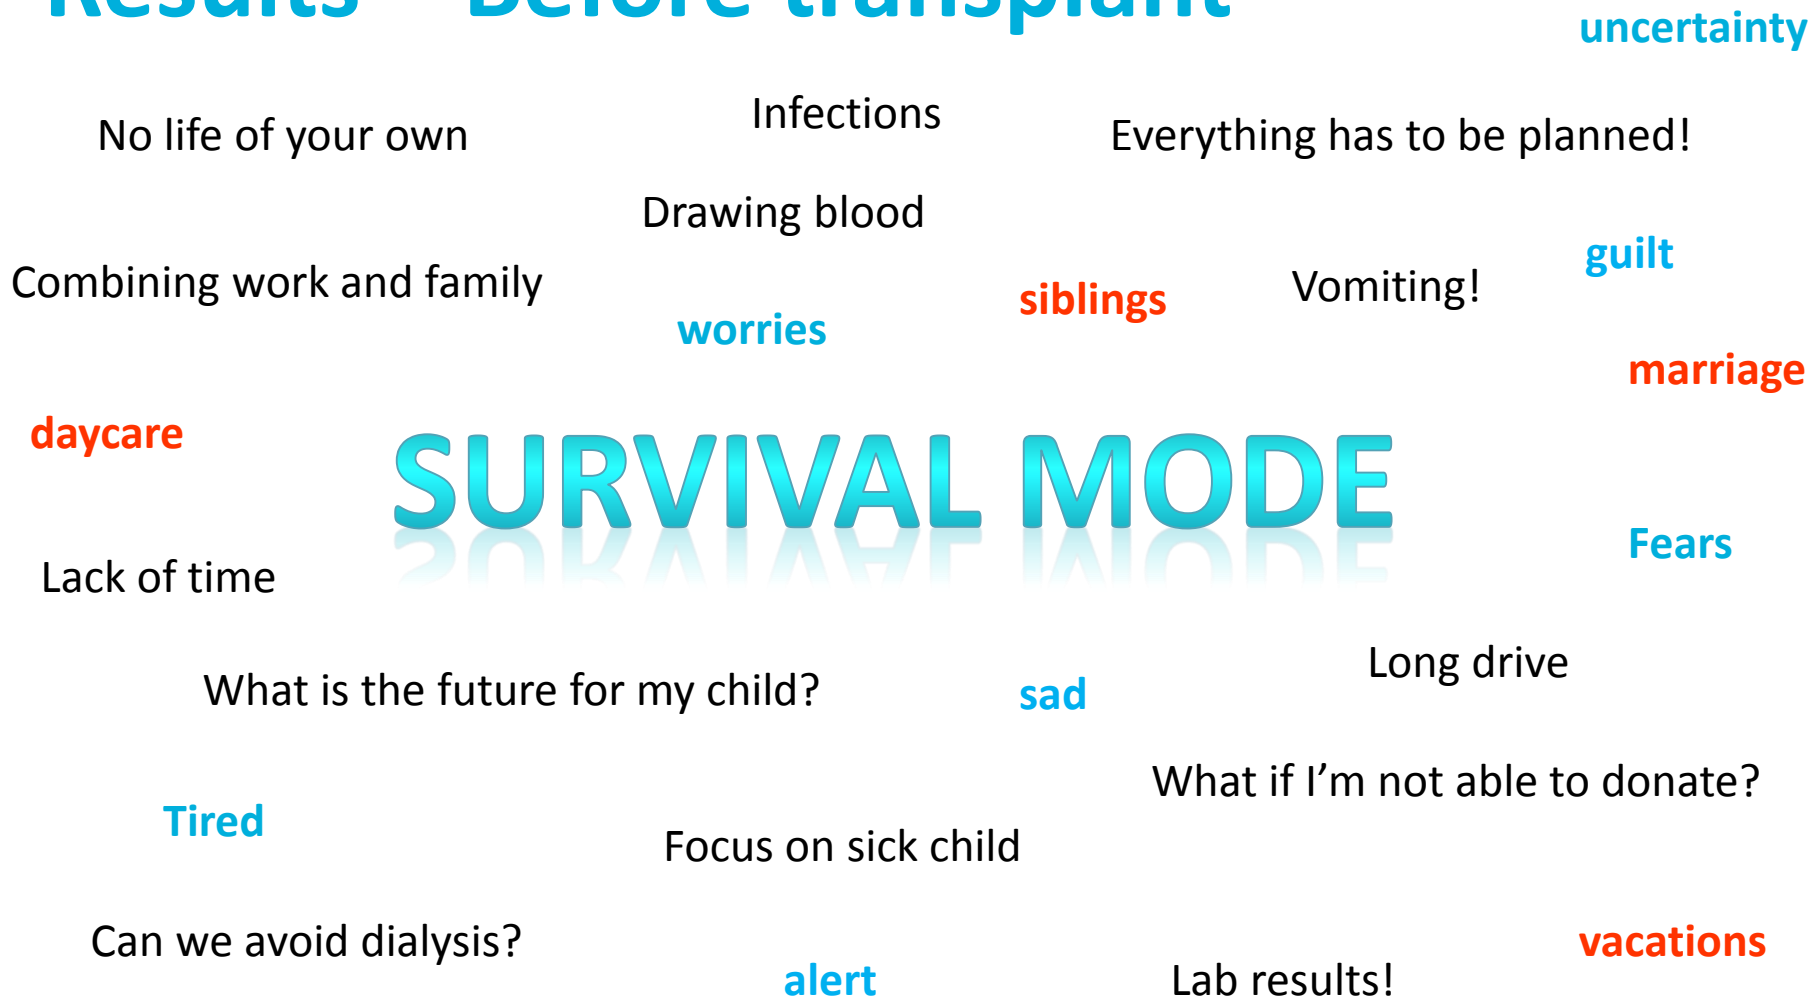 Results – Before transplant
uncertainty
Infections
No life of your own
Everything has to be planned!
Drawing blood
guilt
Combining work and family
siblings
Vomiting!
worries
marriage
daycare
SURVIVAL MODE
Fears
Lack of time
Long drive
What is the future for my child?
sad
What if I’m not able to donate?
Tired
Focus on sick child
Can we avoid dialysis?
vacations
alert
Lab results!